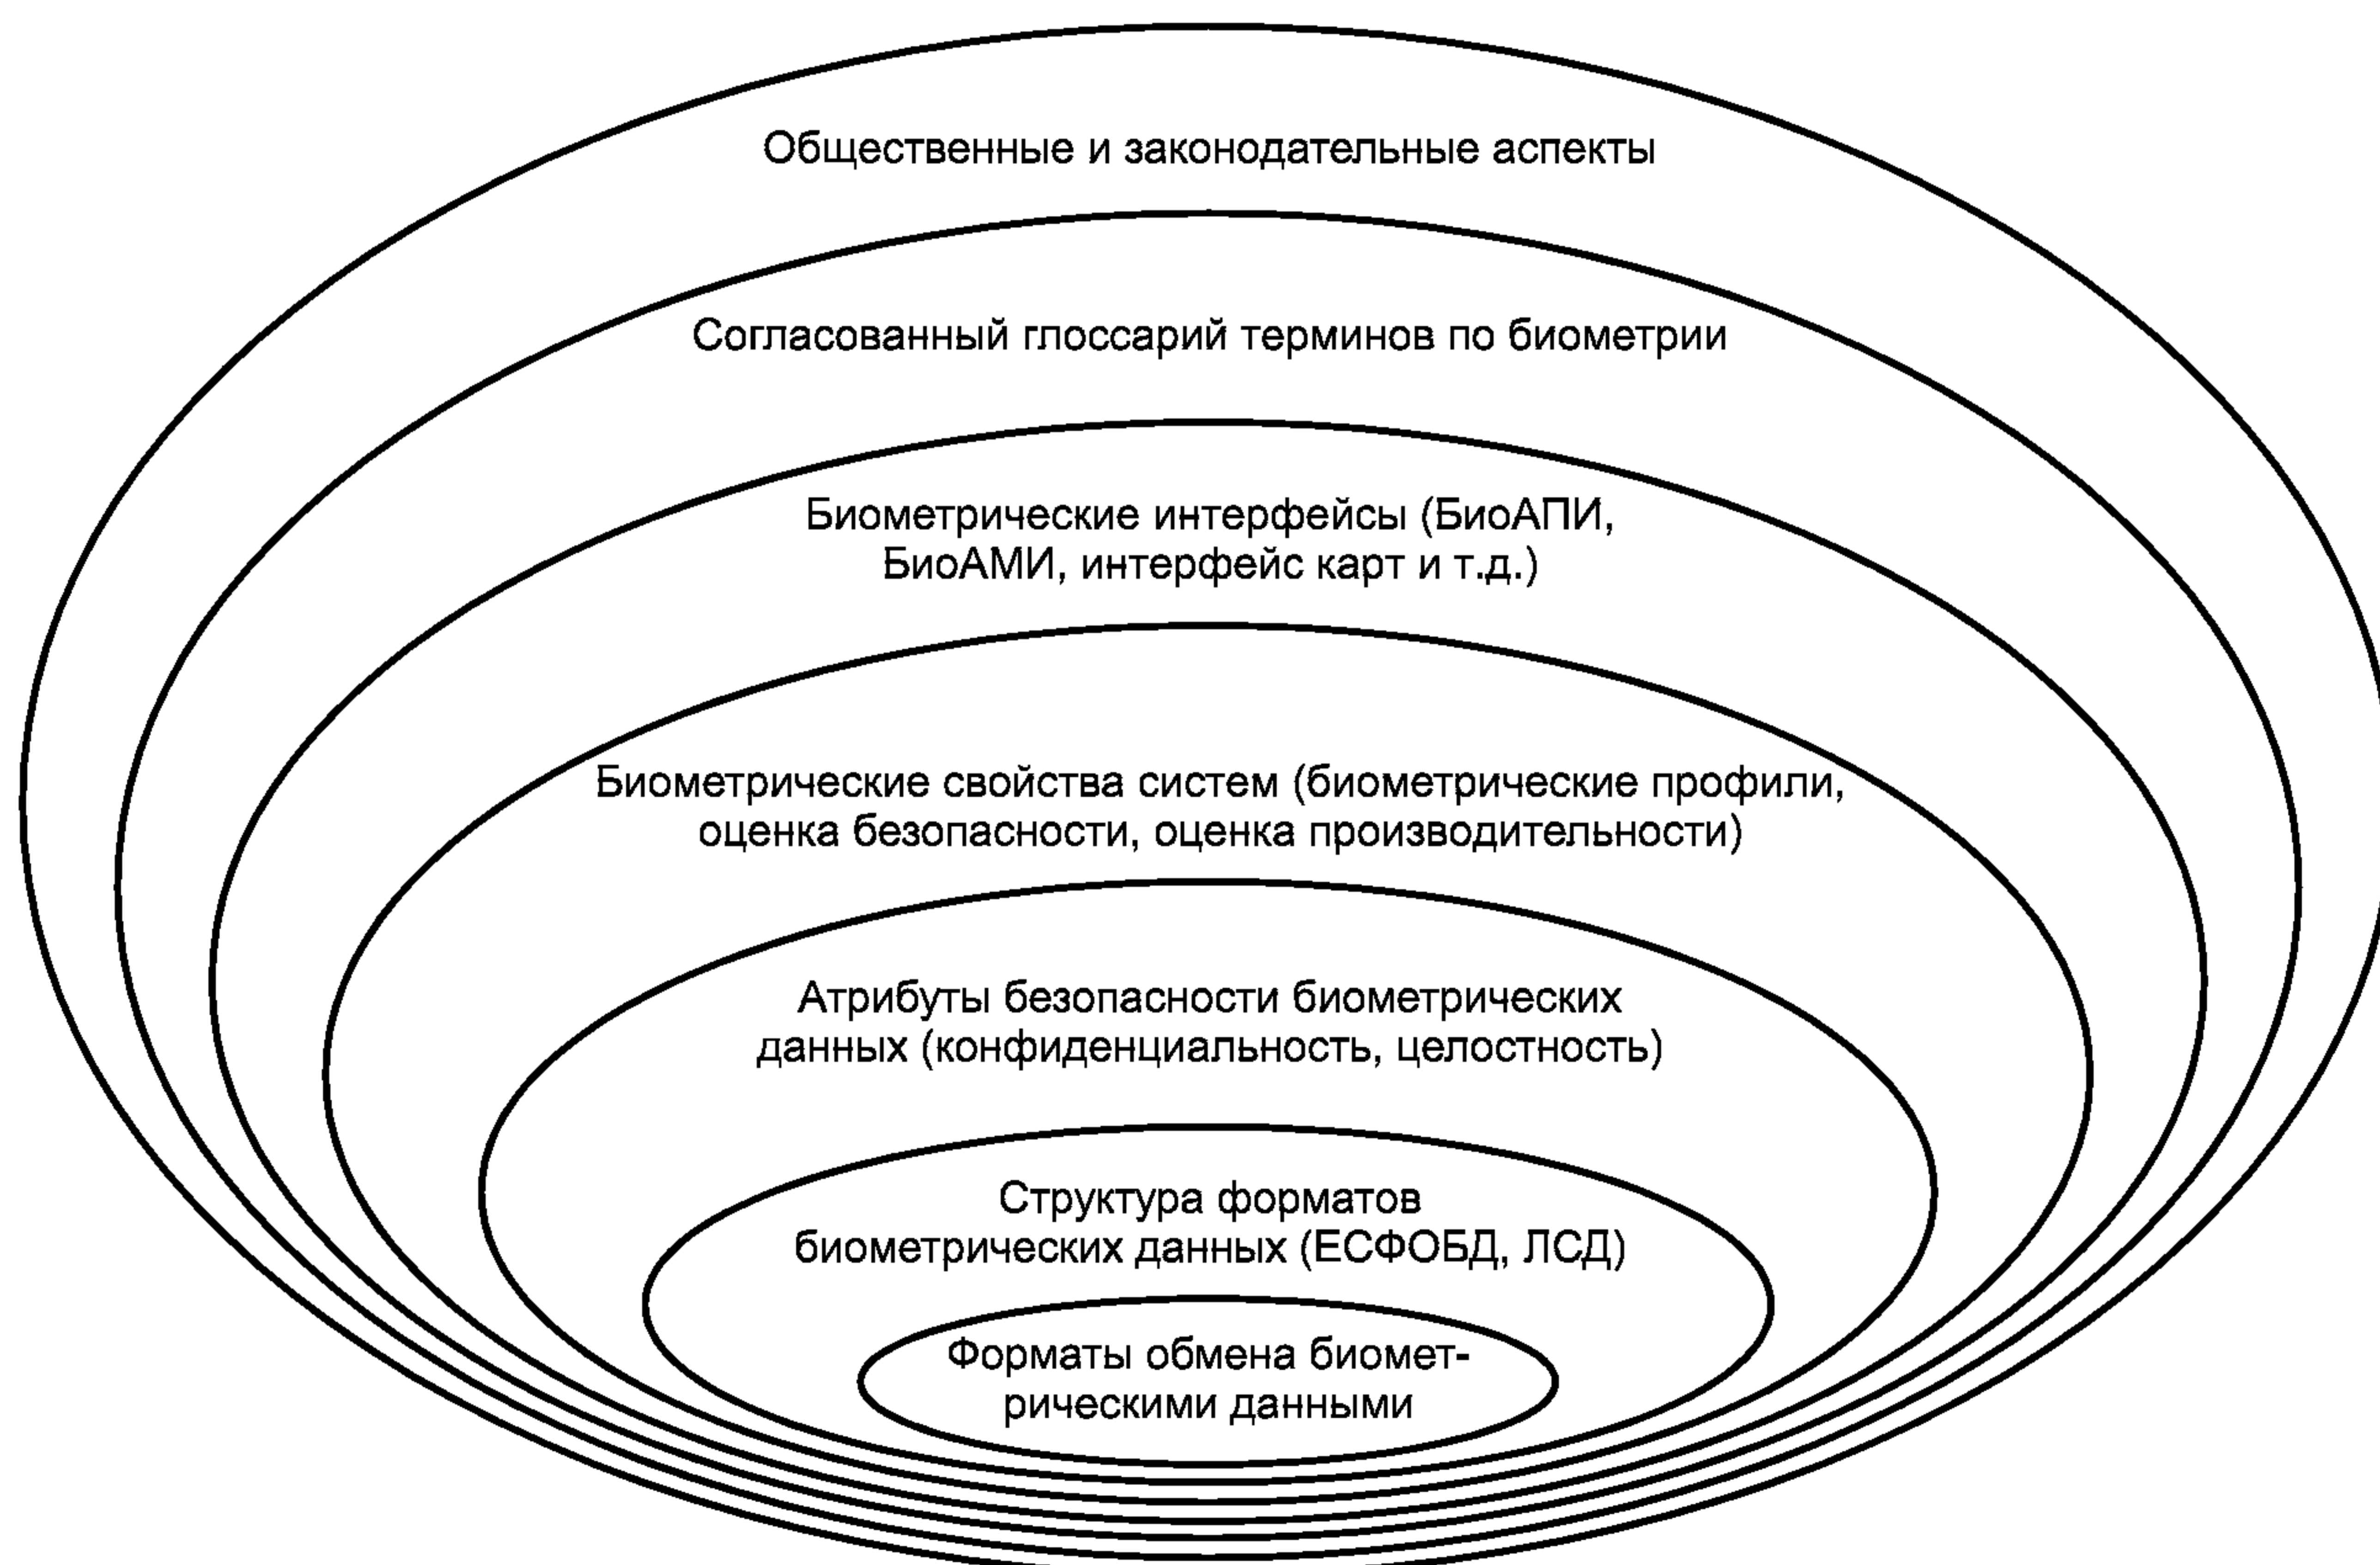 Общественные и законодательные аспекты
Согласованный глоссарий терминов по биометрии
Биометрические интерфейсы (БиоАПИ,
БиоАМИ, интерфейс карт и т.д.)
Биометрические свойства систем (биометрические профили,
оценка безопасности, оценка производительности)
Атрибуты безопасности биометрических
данных (конфиденциальность, целостность)
Структура форматов
биометрических данных (ЕСФОБД, ЛСД)
Форматы обмена биомет-
рическими данными